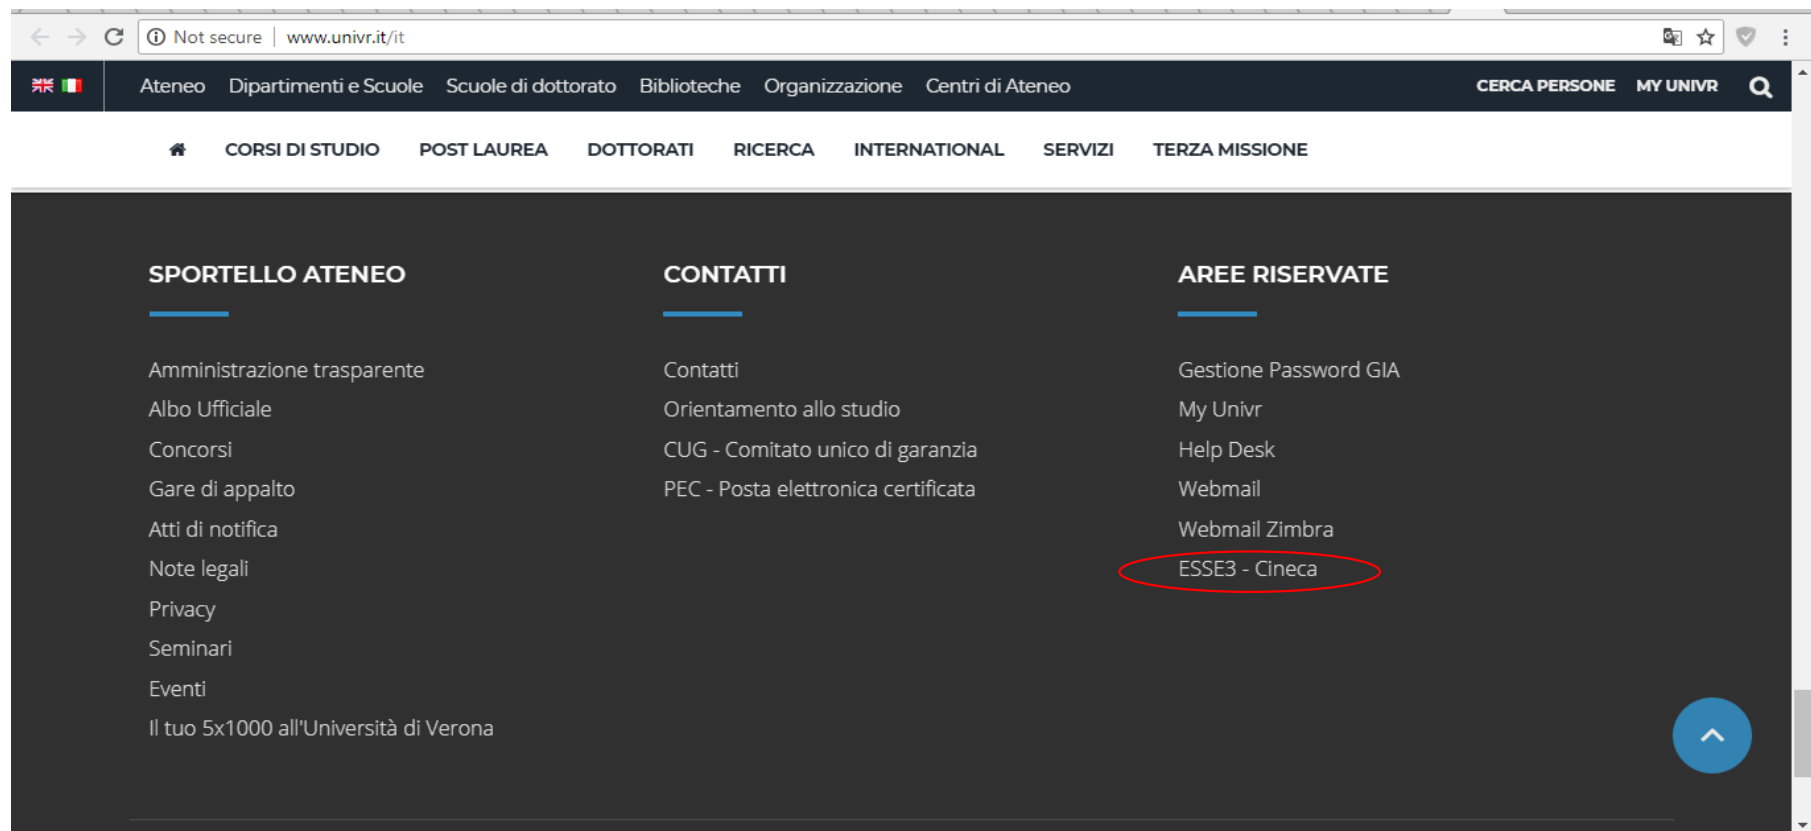 Not secure | www.univr.it/it
Ateneo Dipartimenti e Scuole Scuole di dottorato Biblioteche Organizzazione Centri di Ateneo CERCA PERSONE MY UNIVR
CORSI DI STUDIO POST LAUREA DOTTORATI RICERCA INTERNATIONAL SERVIZI TERZA MISSIONE
SPORTELLO ATENEO
Amministrazione trasparente
Albo Ufficiale
Concorsi
Gare di appalto
Atti di notifica
Note legali
Privacy
Seminari
Eventi
Il tuo 5x1000 all'Università di Verona
CONTATTI
Contatti
Orientamento allo studio
CUG - Comitato unico di garanzia
PEC - Posta elettronica certificata
AREE RISERVATE
Gestione Password GIA
My Univr
Help Desk
Webmail
Webmail Zimbra
ESSE3 - Cineca